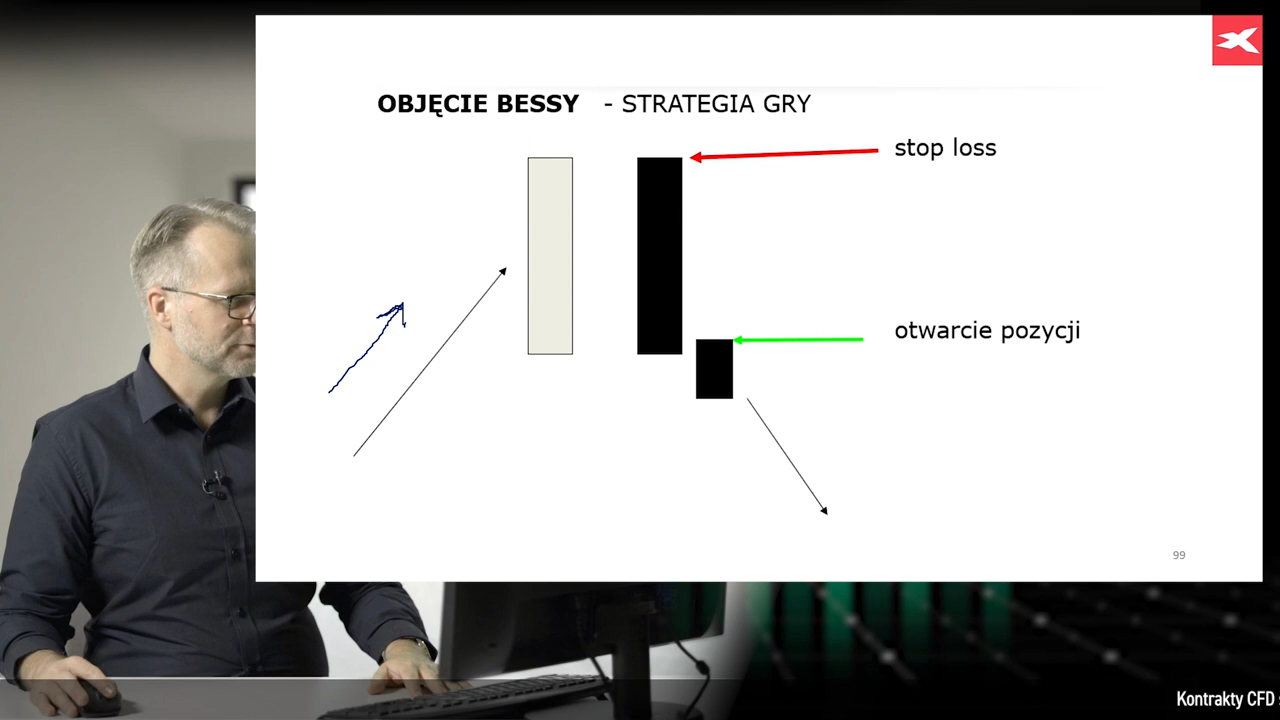 OBJĘCIE BESSY - STRATEGIA GRY
stop loss
otwarcie pozycji
99
Kontrakty CFD